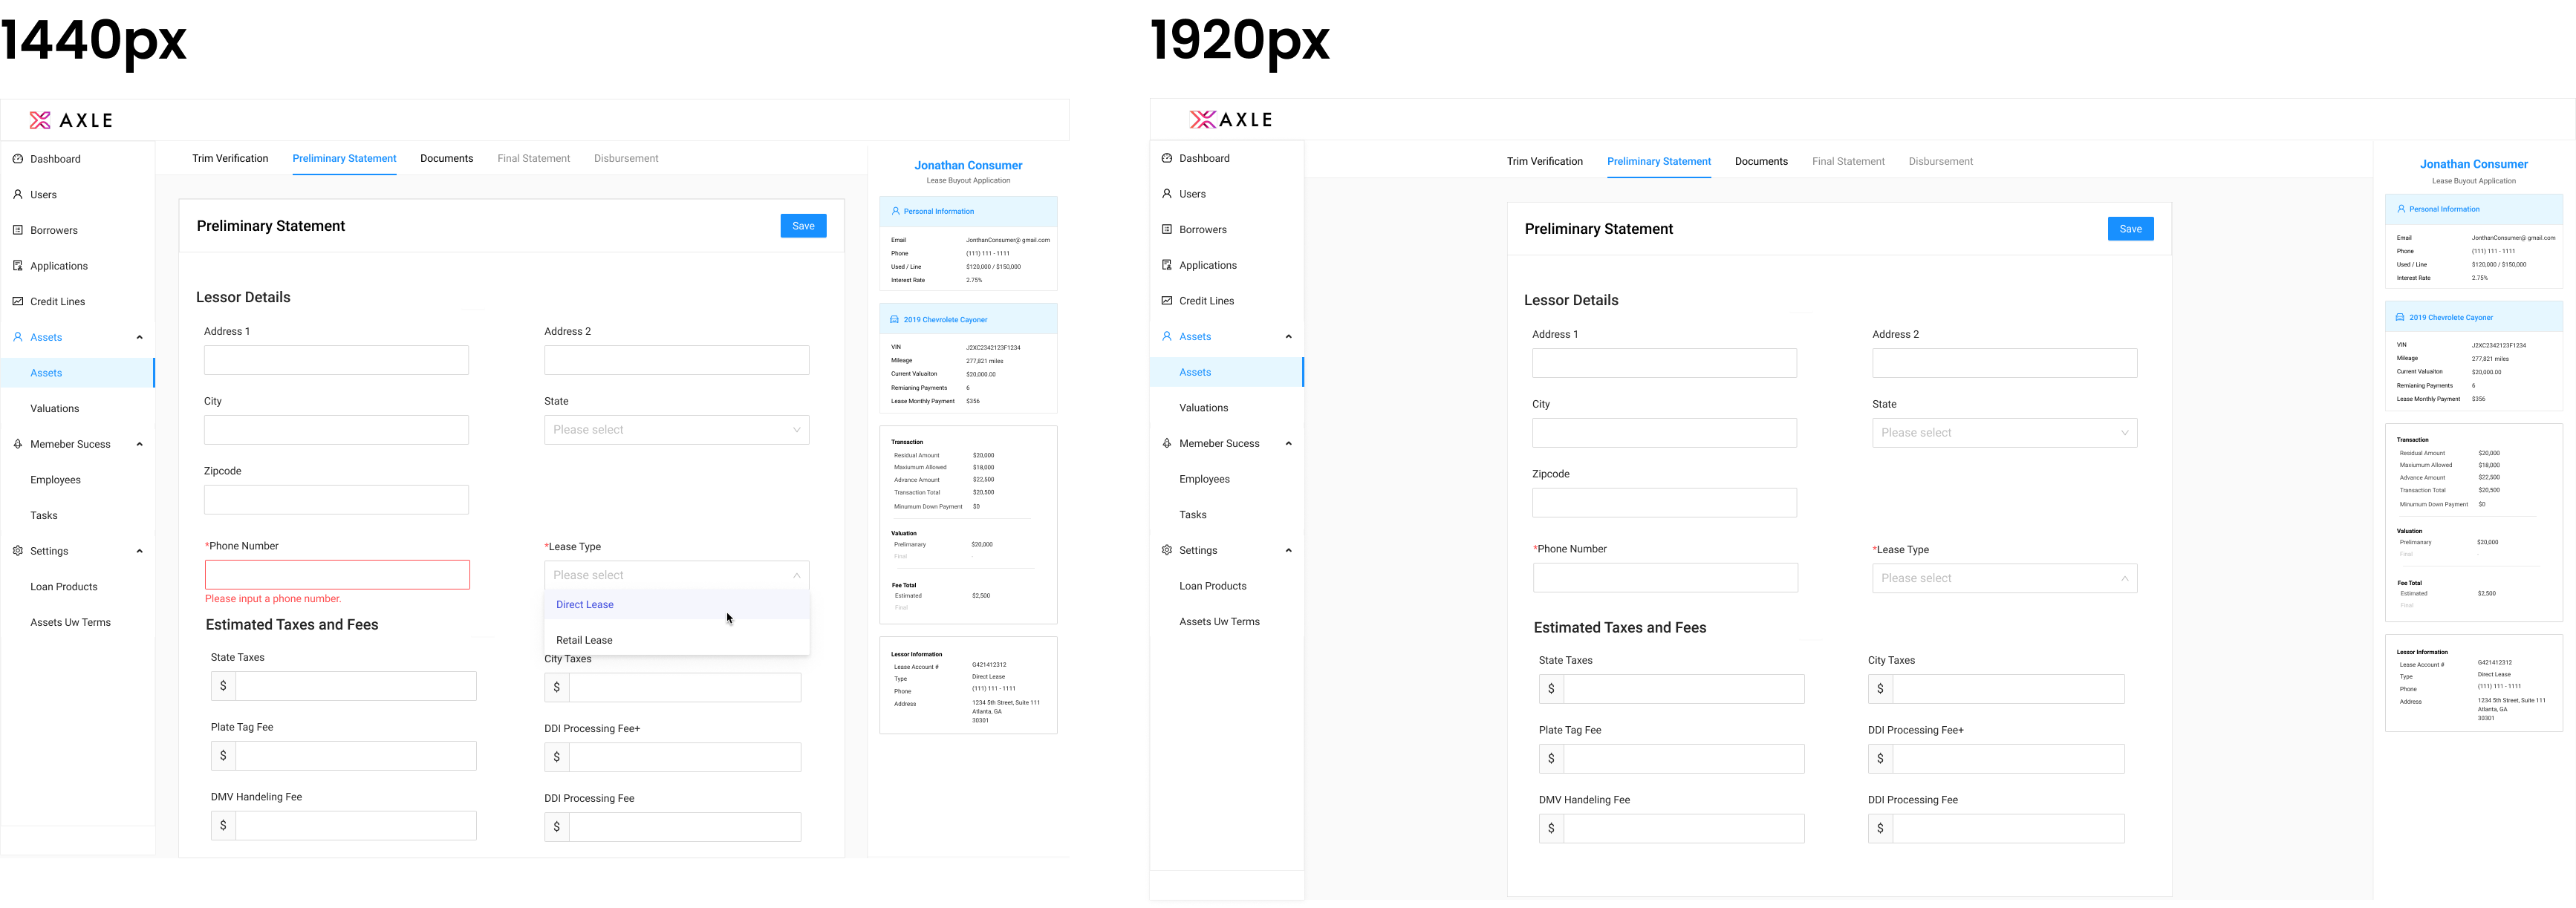 1440px
AXLE
Dashboard
Users
Borrowers
Applications
Credit Lines
Assets
Assets
Valuations
Memeber Sucess
Employees
Tasks
Settings
Loan Products
Assets Uw Terms
Trim Verification Preliminary Statement Documents Final Statement Disbursement
Preliminary Statement Save
Lessor Details
Address 1 Address 2
City State
Please select
Zipcode
*Phone Number *Lease Type
Please select
Please input a phone number.
Direct Lease
Retail Lease
Estimated Taxes and Fees
State Taxes City Taxes
$ $
Plate Tag Fee DDI Processing Fee+
$ $
DMV Handeling Fee DDI Processing Fee
$ $
Jonathan Consumer
Lease Buyout Application
Personal Information
Email JonthanConsumer@ gmail.com
Phone (111) 111 - 1111
Used / Line $120,000 / $150,000
Interest Rate 2.75%
2019 Chevrolete Cayoner
VIN J2XC2342123F1234
Mileage 277,821 miles
Current Valuaiton $20,000.00
Remianing Payments 6
Lease Monthly Payment $356
Transaction
Residual Amount $20,000
Maxiumum Allowed $18,000
Advance Amount $22,500
Transaction Total $20,500
Minumum Down Payment $0
Valuation
Prelimanary $20,000
Final -
Fee Total
Estimated $2,500
Final
Lessor Information
Lease Account # G421412312
Type Direct Lease
Phone (111) 111 - 1111
Address 1234 5th Street, Suite 111
Atlanta, GA
30301
1920px
AXLE
Dashboard
Users
Borrowers
Applications
Credit Lines
Assets
Assets
Valuations
Memeber Sucess
Employees
Tasks
Settings
Loan Products
Assets Uw Terms
Trim Verification Preliminary Statement Documents Final Statement Disbursement
Preliminary Statement Save
Lessor Details
Address 1 Address 2
City State
Please select
Zipcode
*Phone Number *Lease Type
Please select
Estimated Taxes and Fees
State Taxes City Taxes
$ $
Plate Tag Fee DDI Processing Fee+
$ $
DMV Handeling Fee DDI Processing Fee
$ $
Jonathan Consumer
Lease Buyout Application
Personal Information
Email JonthanConsumer@ gmail.com
Phone (111) 111 - 1111
Used / Line $120,000 / $150,000
Interest Rate 2.75%
2019 Chevrolete Cayoner
VIN J2XC2342123F1234
Mileage 277,821 miles
Current Valuaiton $20,000.00
Remianing Payments 6
Lease Monthly Payment $356
Transaction
Residual Amount $20,000
Maxiumum Allowed $18,000
Advance Amount $22,500
Transaction Total $20,500
Minumum Down Payment $0
Valuation
Prelimanary $20,000
Final -
Fee Total
Estimated $2,500
Final
Lessor Information
Lease Account # G421412312
Type Direct Lease
Phone (111) 111 - 1111
Address 1234 5th Street, Suite 111
Atlanta, GA
30301